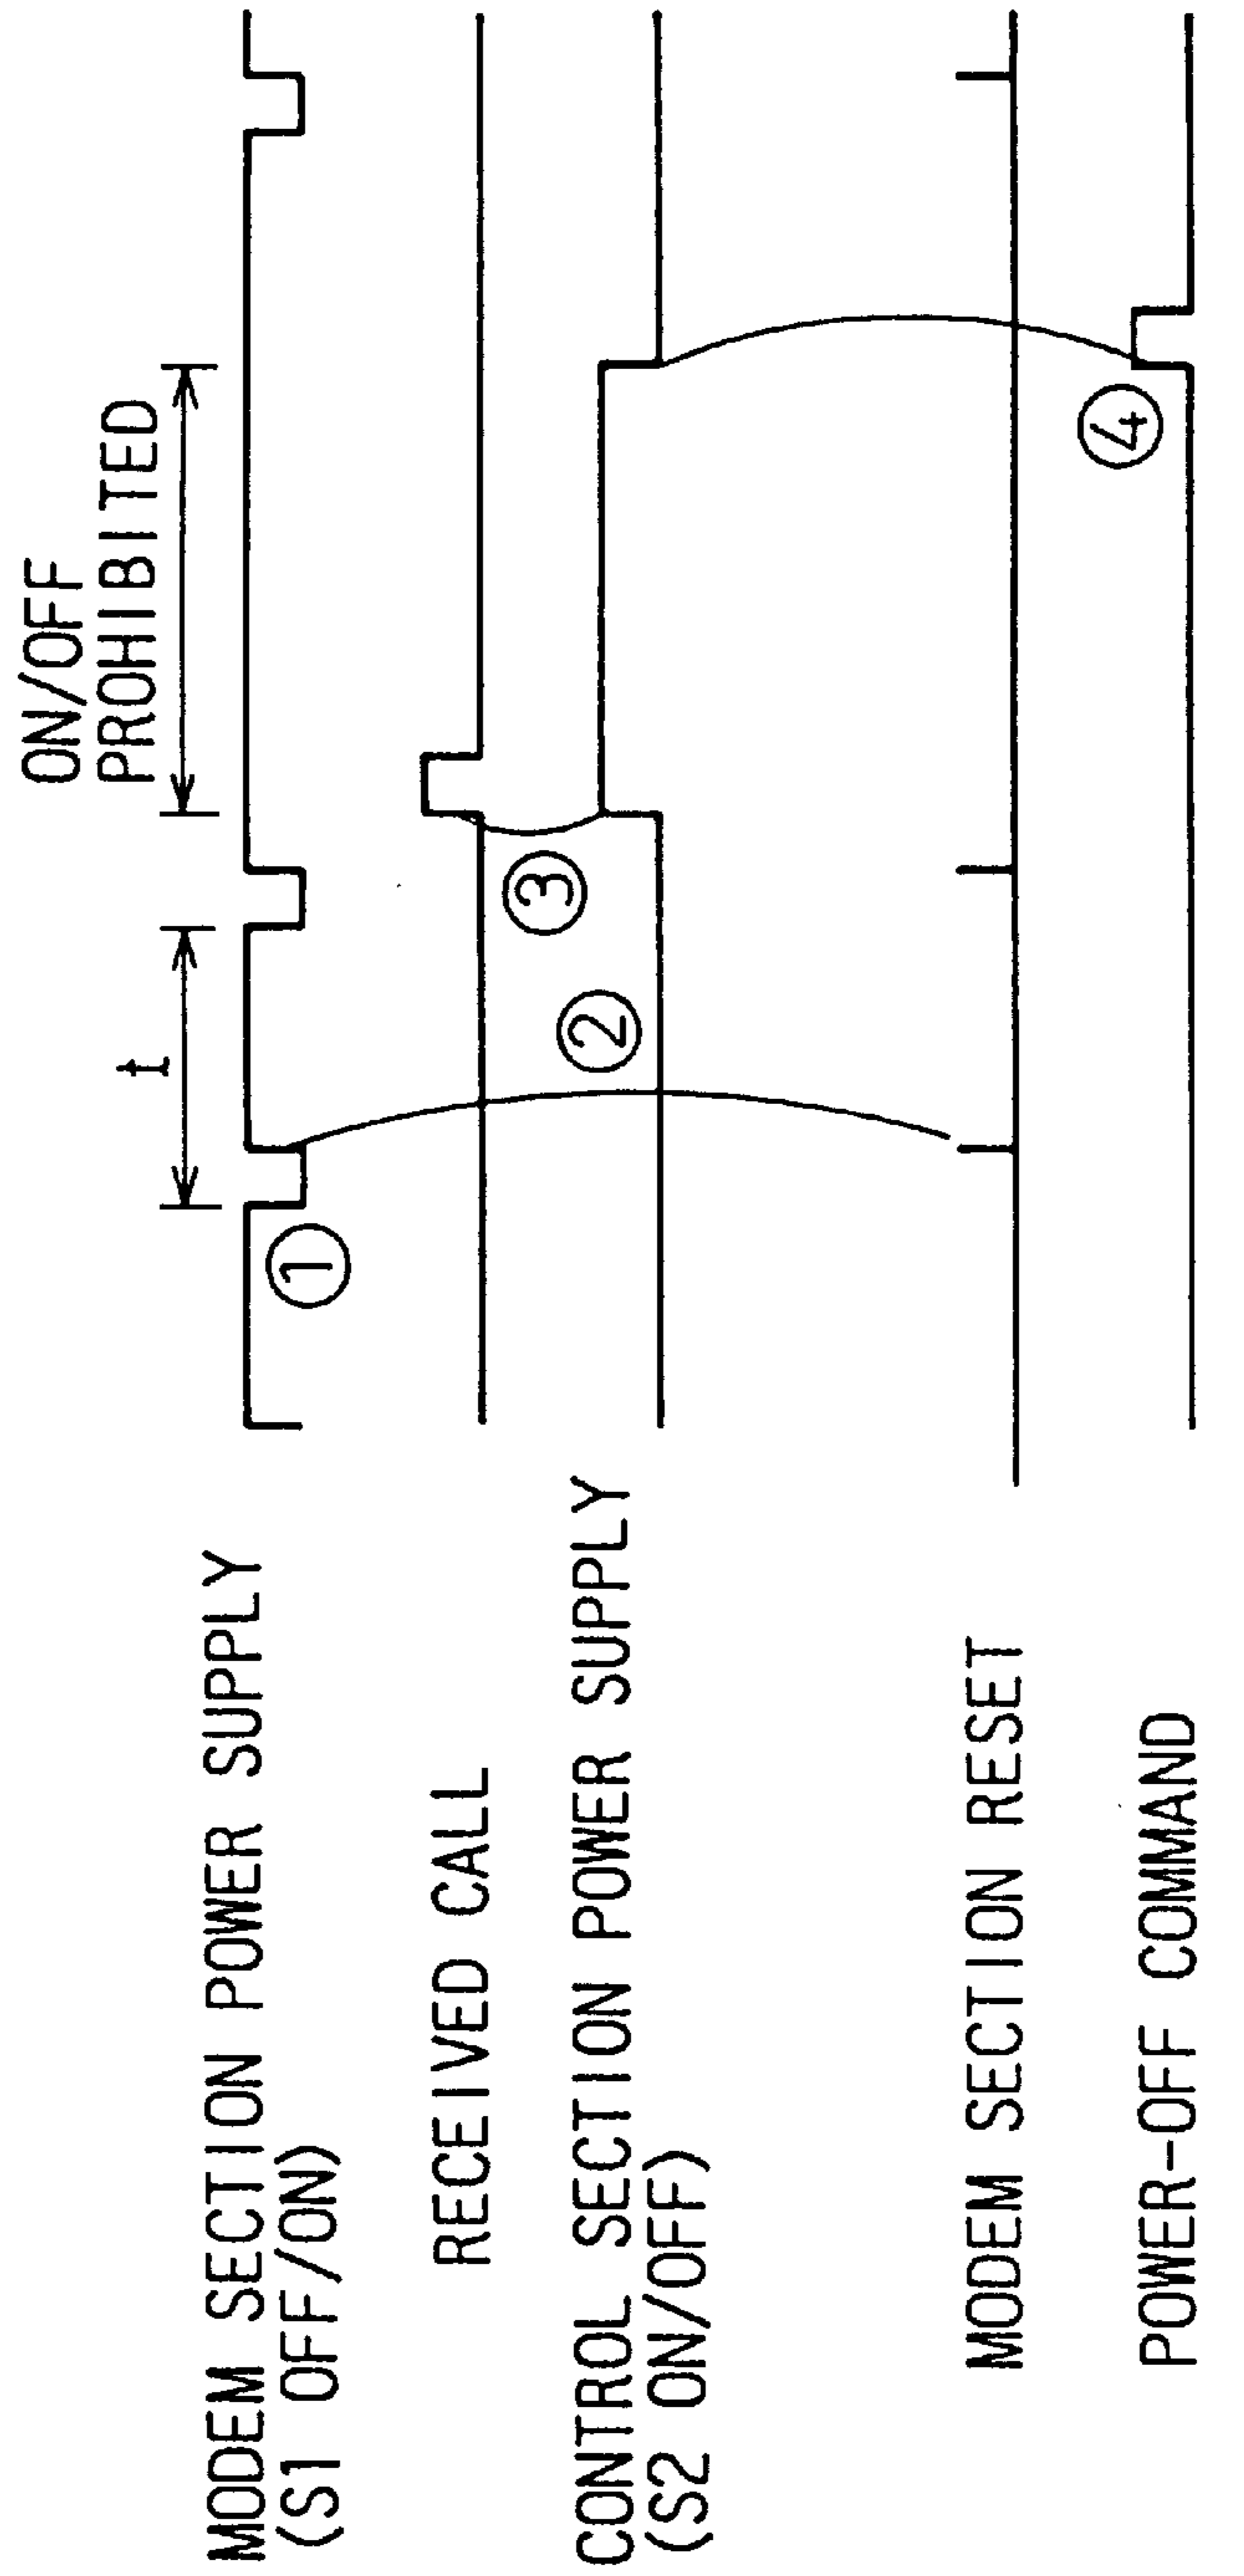 ON/OFF
PROHIBITED
t
MODEM SECTION POWER SUPPLY
(S1 OFF/ON)
①
RECEIVED CALL
③
②
CONTROL SECTION POWER SUPPLY
(S2 ON/OFF)
MODEM SECTION RESET
④
POWER-OFF COMMAND